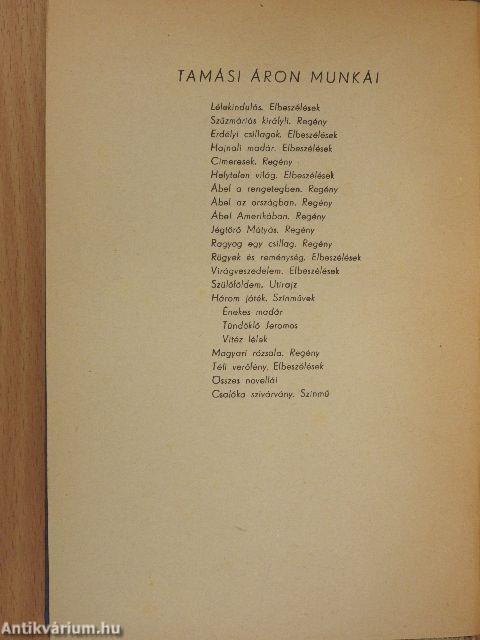 TAMÁSI ÁRON MUNKÁI
Lélekindulás. Elbeszélések
Szűzmáriás királyfi. Regény
Erdélyi csillagok. Elbeszélések
Hajnali madár. Elbeszélések
Címeresek. Regény
Helytelen világ. Elbeszélések
Ábel a rengetegben. Regény
Ábel az országban. Regény
Ábel Amerikában. Regény
Jégtörő Mátyás. Regény
Ragyog egy csillag. Regény
Rügyek és reménység. Elbeszélések
Virágveszedelem. Elbeszélések
Szülőföldem. Utirajz
Három játék. Színművek
Énekes madár
Tündöklő Jeromos
Vitéz lélek
Magyari rózsafa. Regény
Téli verőfény. Elbeszélések
Összes novellái
Csalóka szivárvány. Színmű
Antikvárium.hu